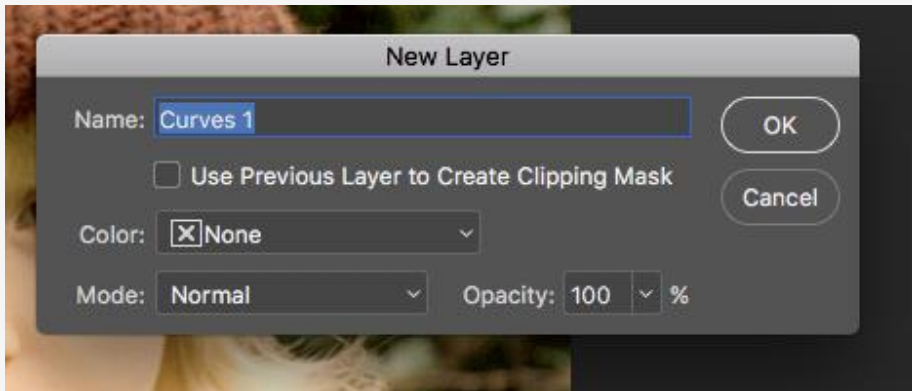 New Layer
Name: Curves 1
OK
Use Previous Layer to Create Clipping Mask
Cancel
Color: None
Mode: Normal Opacity: 100 %